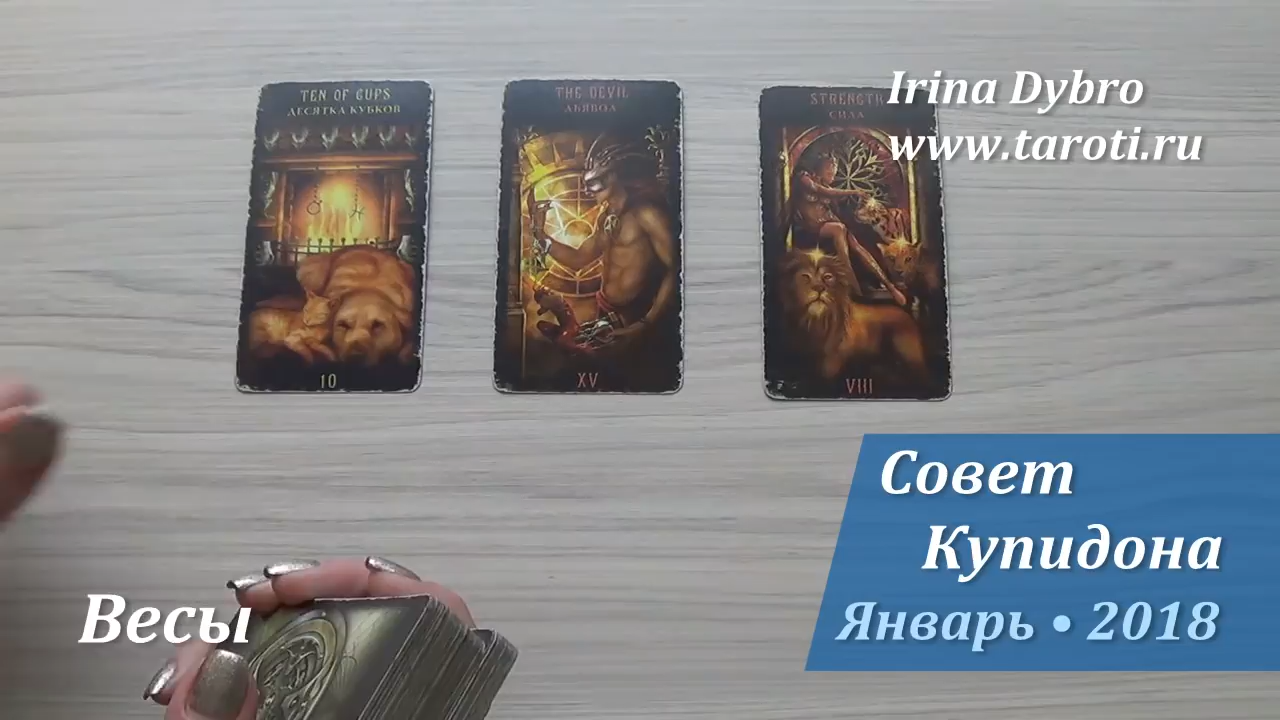 TEN OF CUPS
ДЕСЯТКА КУБКОВ
10
THE DEVIL
ДЬЯВОЛ
XV
STRENGTH
СИЛА
VIII
Irina Dybro
www.taroti.ru
Совет
Купидона
Январь • 2018
Весы